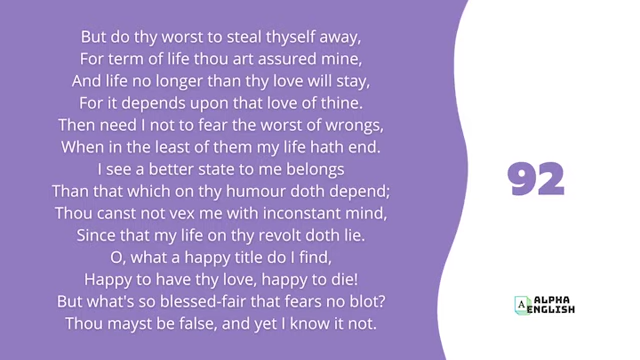 But do thy worst to steal thyself away,
For term of life thou art assured mine,
And life no longer than thy love will stay,
For it depends upon that love of thine.
Then need I not to fear the worst of wrongs,
When in the least of them my life hath end.
I see a better state to me belongs
Than that which on thy humour doth depend;
Thou canst not vex me with inconstant mind,
Since that my life on thy revolt doth lie.
O, what a happy title do I find,
Happy to have thy love, happy to die!
But what's so blessed-fair that fears no blot?
Thou mayst be false, and yet I know it not.
92
A
ALPHA
ENGLISH